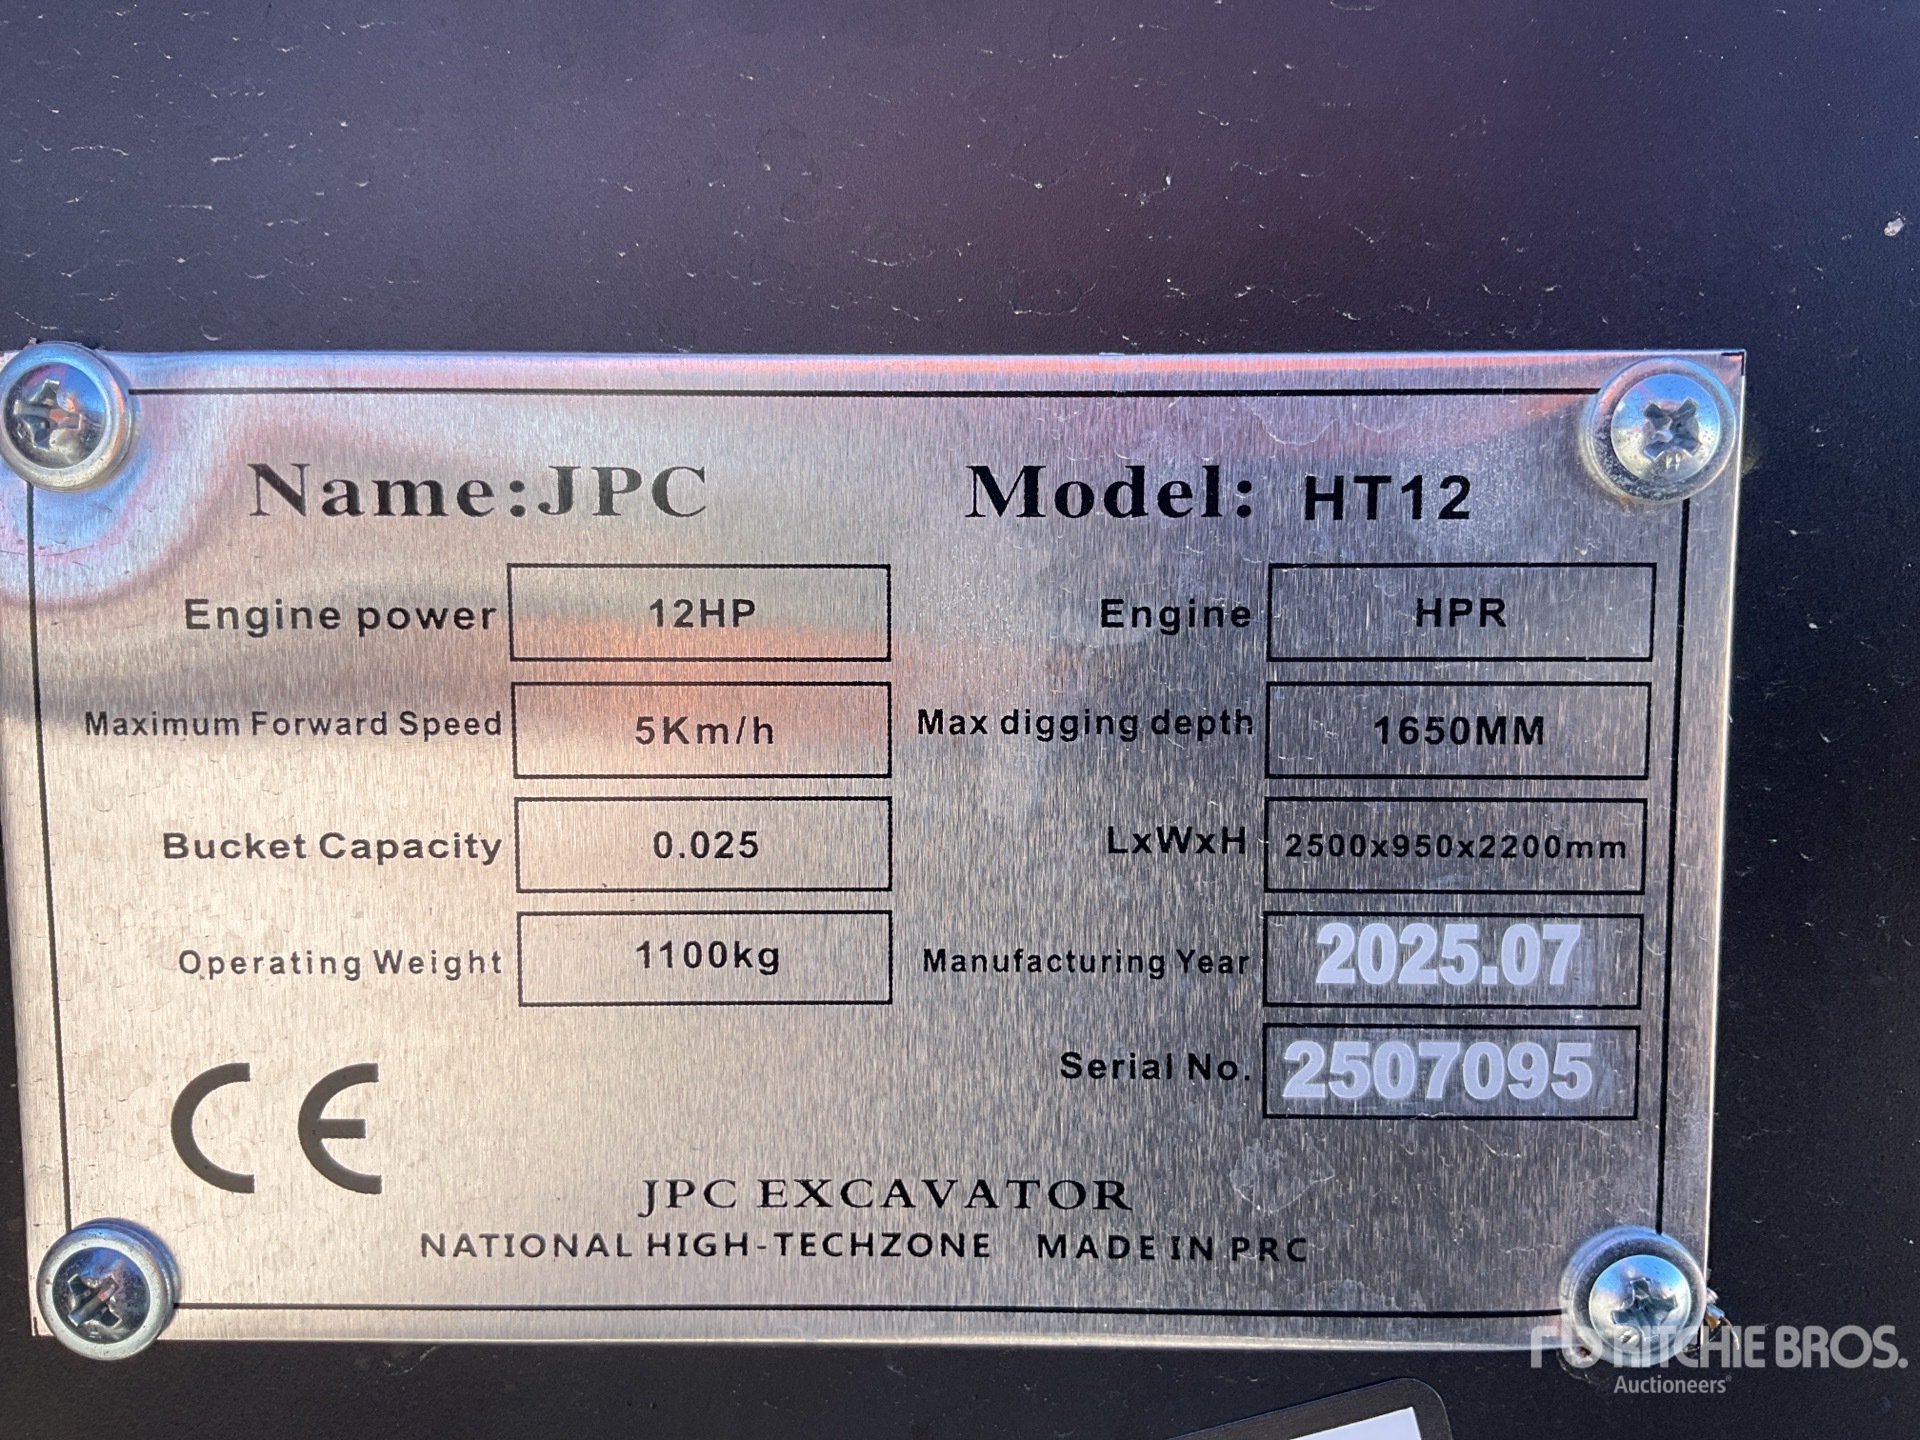 Name:JPC Model: HT12
Engine power 12HP Engine HPR
Maximum Forward Speed 5Km/h Max digging depth 1650MM
Bucket Capacity 0.025 LxWxH 2500x950x2200mm
Operating Weight 1100kg Manufacturing Year 2025.07
Serial No. 2507095
CE
JPC EXCAVATOR
NATIONAL HIGH-TECHZONE MADE IN PRC
RITCHIE BROS.
Auctioneers